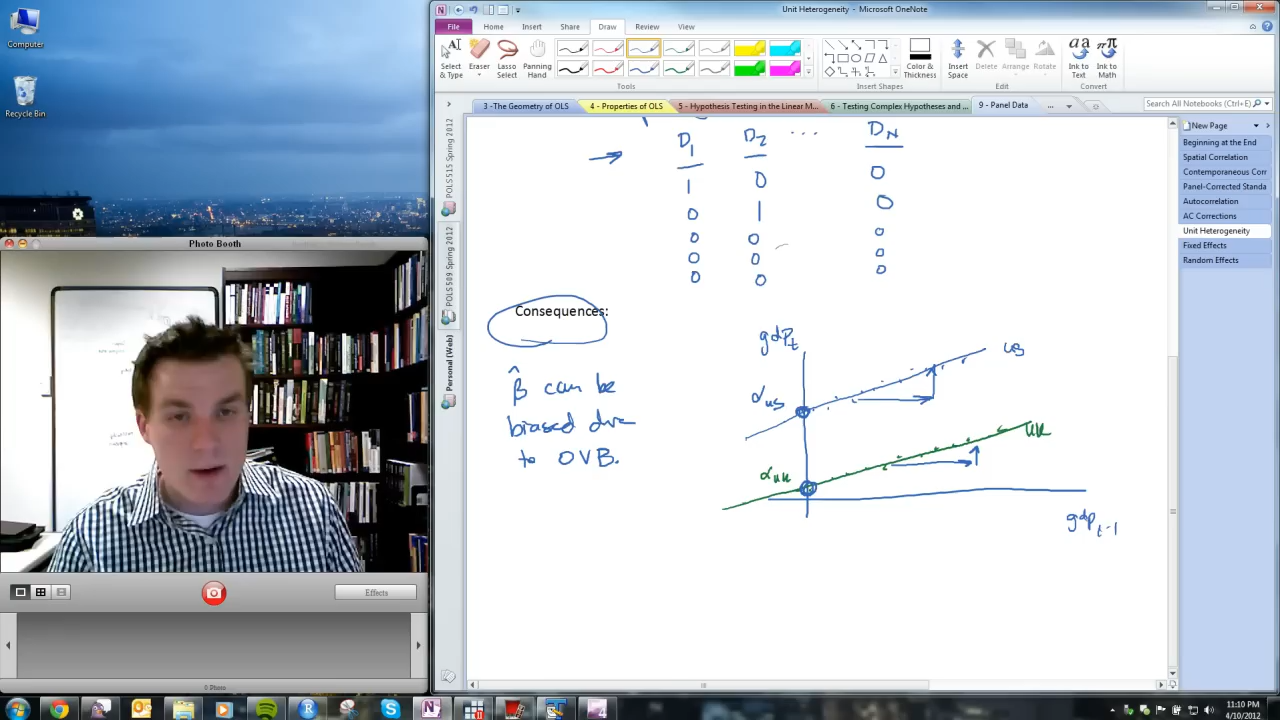 Computer
Recycle Bin
Unit Heterogeneity - Microsoft OneNote
File Home Insert Share Draw Review View
Select & Type
Eraser
Lasso Select
Panning Hand
Color & Thickness
Insert Space
Delete
Arrange
Rotate
Ink to Text
Ink to Math
Tools
Insert Shapes
Edit
Convert
3 -The Geometry of OLS
4 - Properties of OLS
5 - Hypothesis Testing in the Linear M...
6 - Testing Complex Hypotheses and ...
9 - Panel Data
...
Search All Notebooks (Ctrl+E)
New Page
Beginning at the End
Spatial Correlation
Contemporaneous Corr
Panel-Corrected Standa
Autocorrelation
AC Corrections
Unit Heterogeneity
Fixed Effects
Random Effects
POLS515 Spring 2012
POLS 509 Spring 2012
Personal (Web)
D1 D2 ... DN
1 0 0
0 1 0
0 0 0
0 0 0
0 0 0
Consequences:
β̂ can be
biased due
to OVB.
gdpt
αus
us
αuk
uk
gdpt-1
Photo Booth
Effects
0 Photo
11:10 PM
4/10/2012